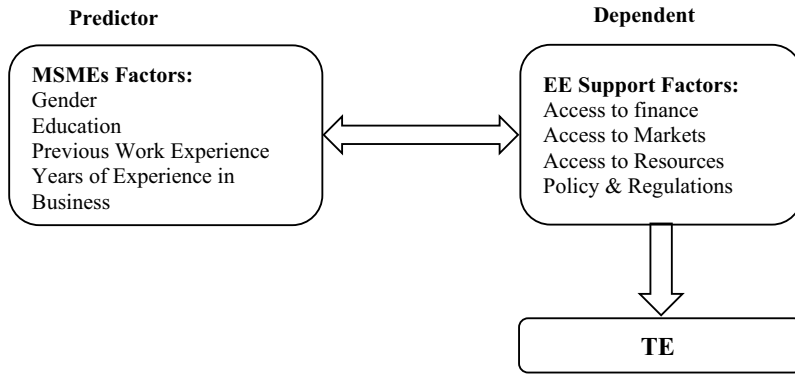 Predictor
Dependent
MSMEs Factors:
Gender
Education
Previous Work Experience
Years of Experience in
Business
EE Support Factors:
Access to finance
Access to Markets
Access to Resources
Policy & Regulations
TE